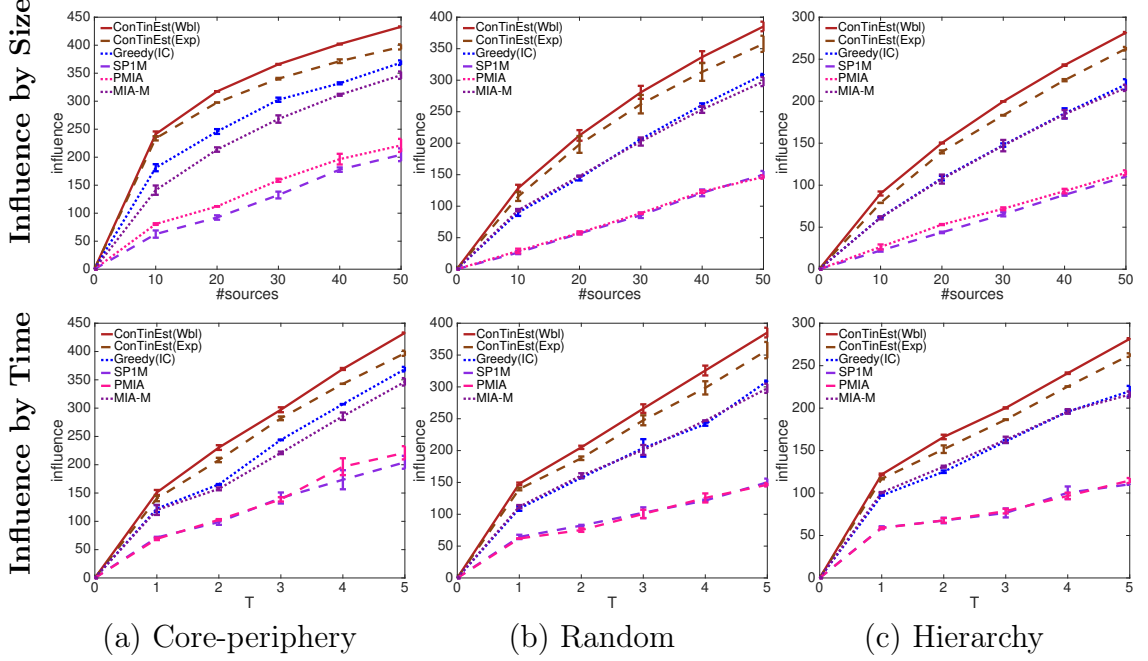 Influence by Size
influence
450
400
350
300
250
200
150
100
50
0
ConTinEst(Wbl)
ConTinEst(Exp)
Greedy(IC)
SP1M
PMIA
MIA-M
0 10 20 30 40 50
#sources
influence
400
350
300
250
200
150
100
50
0
ConTinEst(Wbl)
ConTinEst(Exp)
Greedy(IC)
SP1M
PMIA
MIA-M
0 10 20 30 40 50
#sources
influence
300
250
200
150
100
50
0
ConTinEst(Wbl)
ConTinEst(Exp)
Greedy(IC)
SP1M
PMIA
MIA-M
0 10 20 30 40 50
#sources
Influence by Time
influence
450
400
350
300
250
200
150
100
50
0
ConTinEst(Wbl)
ConTinEst(Exp)
Greedy(IC)
SP1M
PMIA
MIA-M
0 1 2 3 4 5
T
influence
400
350
300
250
200
150
100
50
0
ConTinEst(Wbl)
ConTinEst(Exp)
Greedy(IC)
SP1M
PMIA
MIA-M
0 1 2 3 4 5
T
influence
300
250
200
150
100
50
0
ConTinEst(Wbl)
ConTinEst(Exp)
Greedy(IC)
SP1M
PMIA
MIA-M
0 1 2 3 4 5
T
(a) Core-periphery
(b) Random
(c) Hierarchy